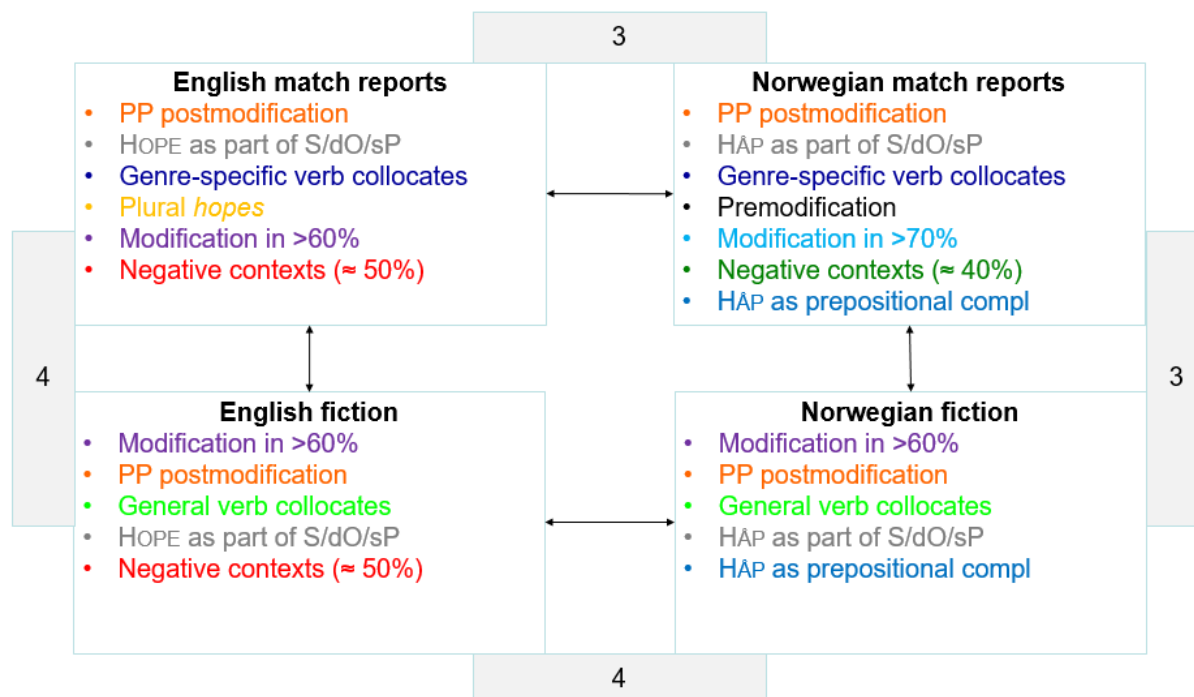 3
English match reports
• PP postmodification
• HOPE as part of S/dO/sP
• Genre-specific verb collocates
• Plural hopes
• Modification in >60%
• Negative contexts (≈ 50%)
Norwegian match reports
• PP postmodification
• HÅP as part of S/dO/sP
• Genre-specific verb collocates
• Premodification
• Modification in >70%
• Negative contexts (≈ 40%)
• HÅP as prepositional compl
4
3
English fiction
• Modification in >60%
• PP postmodification
• General verb collocates
• HOPE as part of S/dO/sP
• Negative contexts (≈ 50%)
Norwegian fiction
• Modification in >60%
• PP postmodification
• General verb collocates
• HÅP as part of S/dO/sP
• HÅP as prepositional compl
4